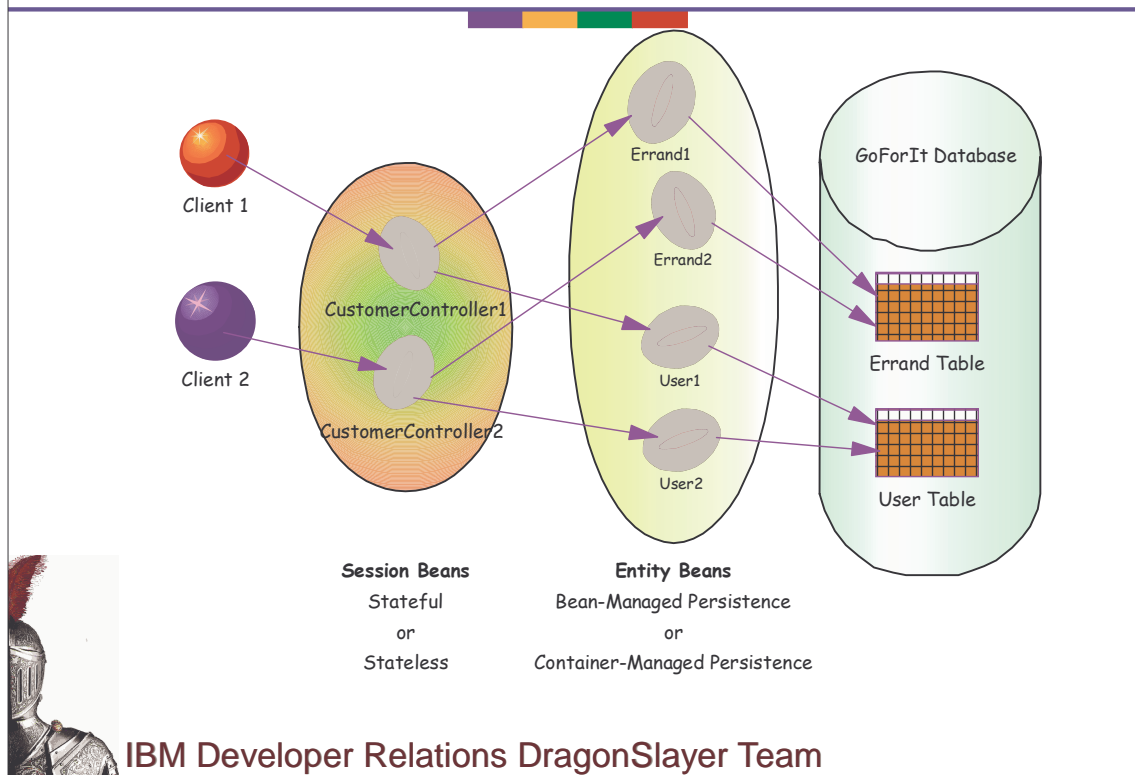 Client 1
Client 2
CustomerController1
CustomerController2
Errand1
Errand2
User1
User2
GoForIt Database
Errand Table
User Table
Session Beans
Stateful
or
Stateless
Entity Beans
Bean-Managed Persistence
or
Container-Managed Persistence
IBM Developer Relations DragonSlayer Team